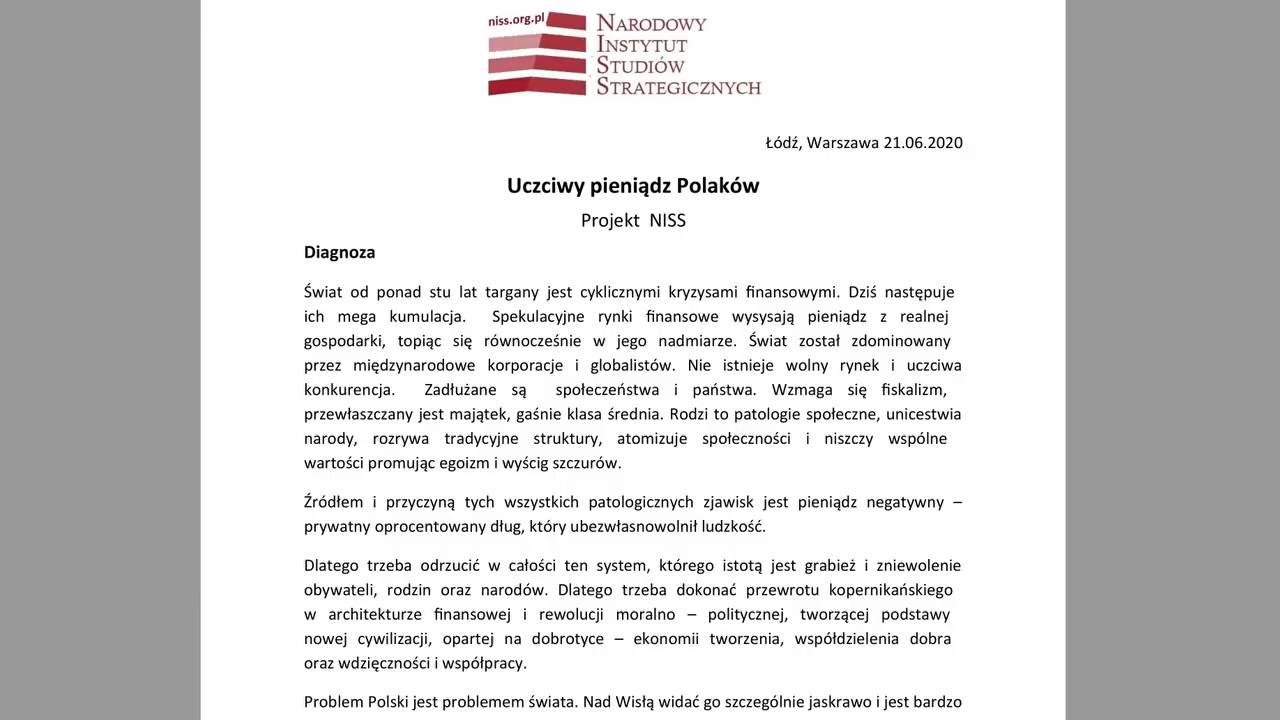 niss.org.pl
NARODOWY
INSTYTUT
STUDIÓW
STRATEGICZNYCH
Łódź, Warszawa 21.06.2020
Uczciwy pieniądz Polaków
Projekt NISS
Diagnoza
Świat od ponad stu lat targany jest cyklicznymi kryzysami finansowymi. Dziś następuje
ich mega kumulacja. Spekulacyjne rynki finansowe wysysają pieniądz z realnej
gospodarki, topiąc się równocześnie w jego nadmiarze. Świat został zdominowany
przez międzynarodowe korporacje i globalistów. Nie istnieje wolny rynek i uczciwa
konkurencja. Zadłużane są społeczeństwa i państwa. Wzmaga się fiskalizm,
przewłaszczany jest majątek, gaśnie klasa średnia. Rodzi to patologie społeczne, unicestwia
narody, rozrywa tradycyjne struktury, atomizuje społeczności i niszczy wspólne
wartości promując egoizm i wyścig szczurów.
Źródłem i przyczyną tych wszystkich patologicznych zjawisk jest pieniądz negatywny –
prywatny oprocentowany dług, który ubezwłasnowolnił ludzkość.
Dlatego trzeba odrzucić w całości ten system, którego istotą jest grabież i zniewolenie
obywateli, rodzin oraz narodów. Dlatego trzeba dokonać przewrotu kopernikańskiego
w architekturze finansowej i rewolucji moralno – politycznej, tworzącej podstawy
nowej cywilizacji, opartej na dobrotyce – ekonomii tworzenia, współdzielenia dobra
oraz wdzięczności i współpracy.
Problem Polski jest problemem świata. Nad Wisłą widać go szczególnie jaskrawo i jest bardzo